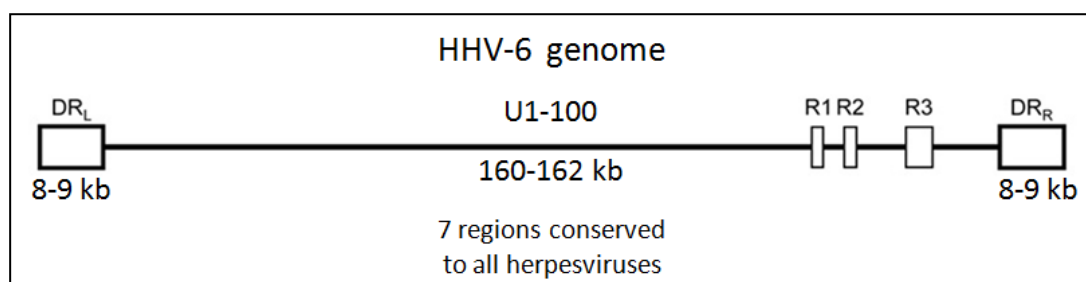 HHV-6 genome
DRL U1-100 R1 R2 R3 DRR
8-9 kb 160-162 kb 8-9 kb
7 regions conserved
to all herpesviruses